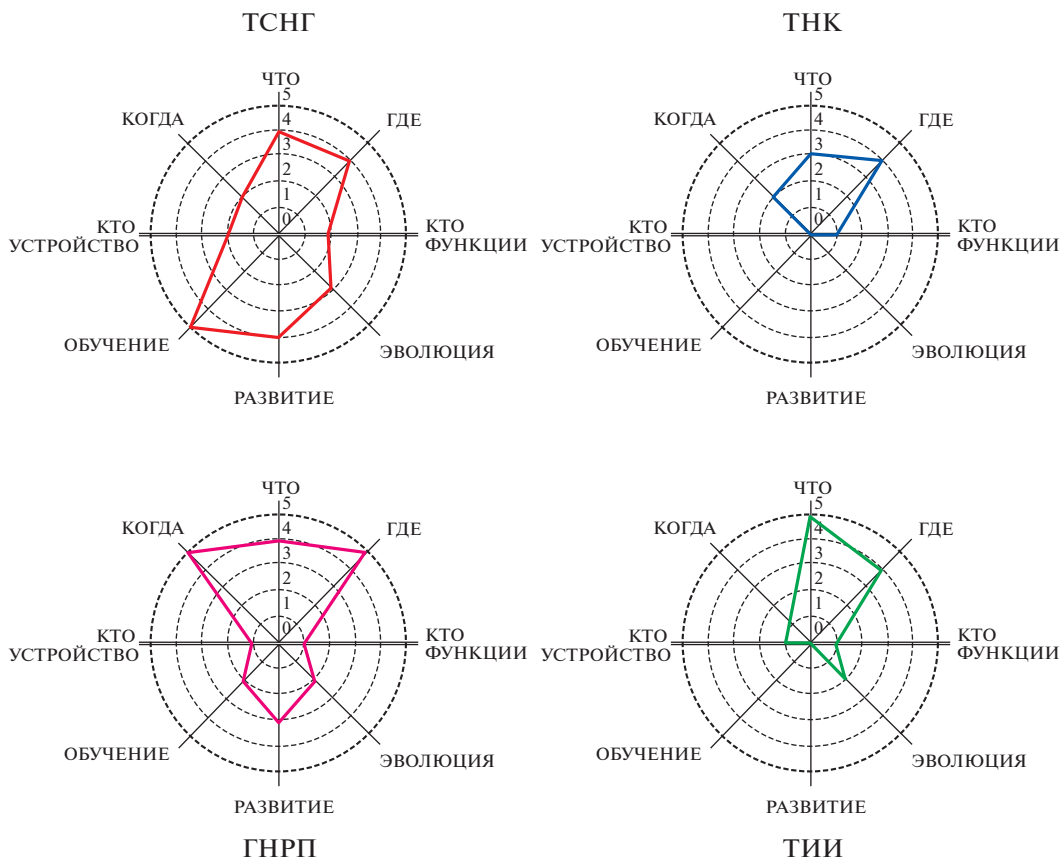 ТСНГ
ЧТО
5
4
3
2
1
0
КОГДА
ГДЕ
КТО
УСТРОЙСТВО
КТО
ФУНКЦИИ
ОБУЧЕНИЕ
ЭВОЛЮЦИЯ
РАЗВИТИЕ
ТНК
ЧТО
5
4
3
2
1
0
КОГДА
ГДЕ
КТО
УСТРОЙСТВО
КТО
ФУНКЦИИ
ОБУЧЕНИЕ
ЭВОЛЮЦИЯ
РАЗВИТИЕ
ЧТО
5
4
3
2
1
0
КОГДА
ГДЕ
КТО
УСТРОЙСТВО
КТО
ФУНКЦИИ
ОБУЧЕНИЕ
ЭВОЛЮЦИЯ
РАЗВИТИЕ
ГНРП
ЧТО
5
4
3
2
1
0
КОГДА
ГДЕ
КТО
УСТРОЙСТВО
КТО
ФУНКЦИИ
ОБУЧЕНИЕ
ЭВОЛЮЦИЯ
РАЗВИТИЕ
ТИИ